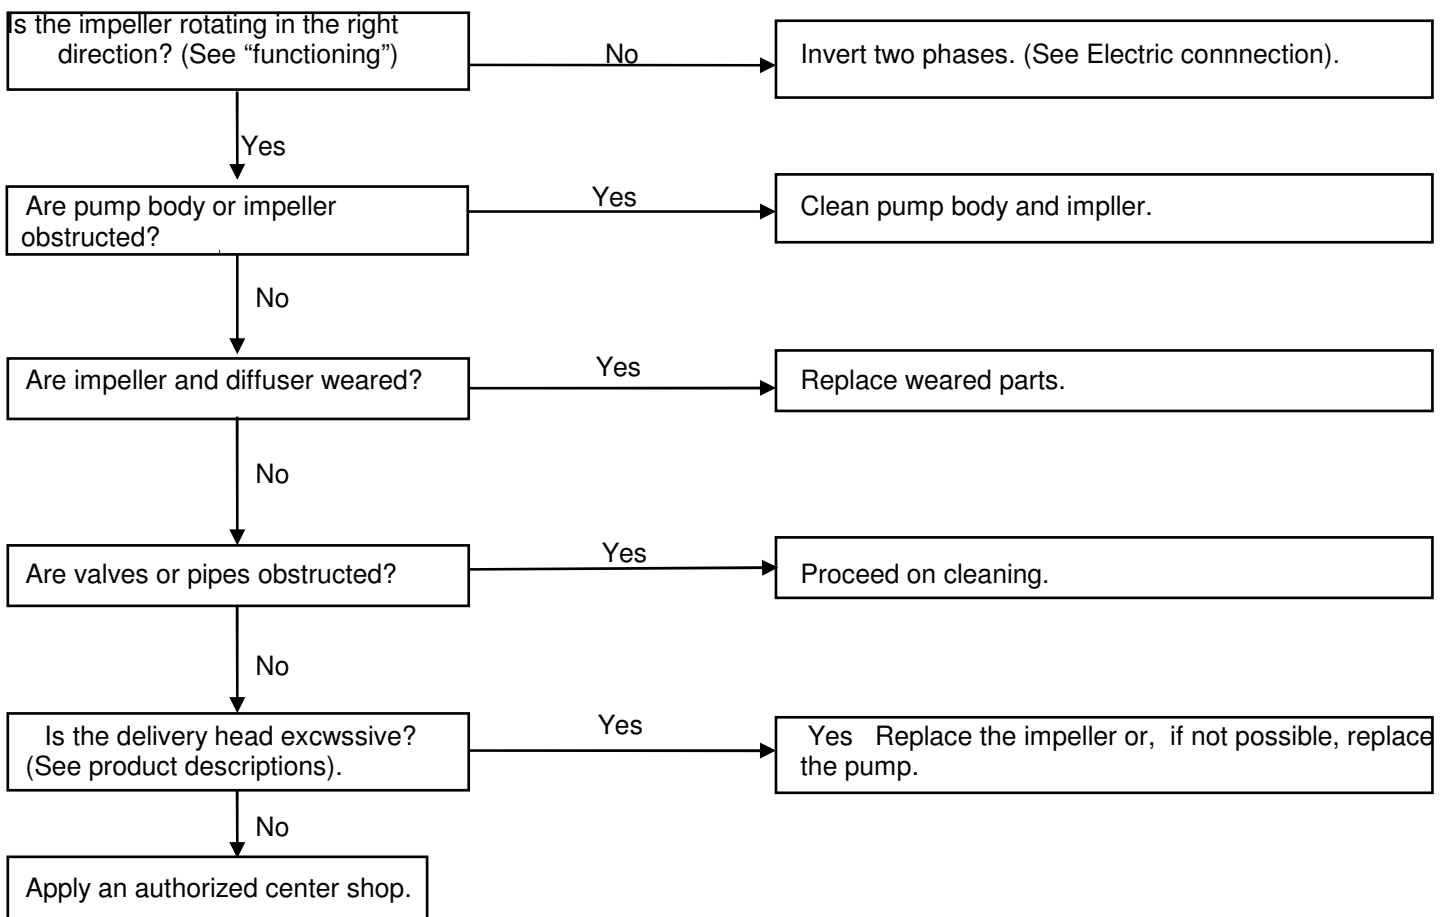 Is the impeller rotating in the right
direction? (See “functioning”)
No
Invert two phases. (See Electric connnection).
Yes
Are pump body or impeller
obstructed?
Yes
Clean pump body and impller.
No
Are impeller and diffuser weared?
Yes
Replace weared parts.
No
Are valves or pipes obstructed?
Yes
Proceed on cleaning.
No
Is the delivery head excwssive?
(See product descriptions).
Yes
Yes Replace the impeller or, if not possible, replace
the pump.
No
Apply an authorized center shop.